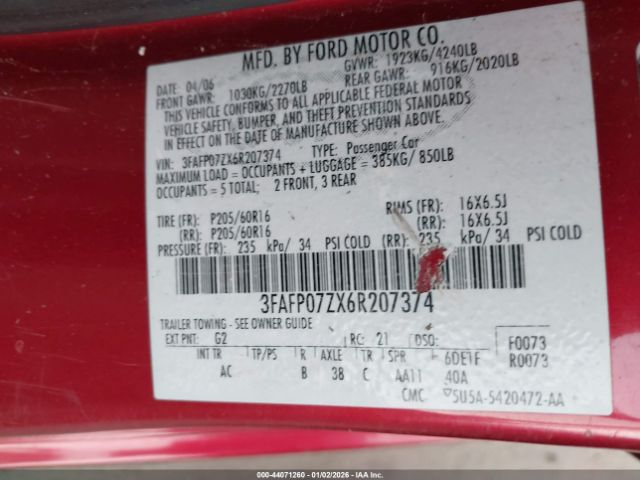 MFD. BY FORD MOTOR CO.
DATE 04/06 GVWR: 1923KG/4240LB
FRONT GAWR: 1030KG/2270LB REAR GAWR: 916KG/2020LB
THIS VEHICLE CONFORMS TO ALL APPLICABLE FEDERAL MOTOR
VEHICLE SAFETY, BUMPER, AND THEFT PREVENTION STANDARDS
IN EFFECT ON THE DATE OF MANUFACTURE SHOWN ABOVE.
VIN: 3FAFP07ZX6R207374 TYPE: Passenger Car
MAXIMUM LOAD = OCCUPANTS + LUGGAGE = 385KG/ 850LB
OCCUPANTS = 5 TOTAL; 2 FRONT, 3 REAR
TIRE (FR): P205/60R16 RIMS (FR): 16X6.5J
(RR): P205/60R16 (RR): 16X6.5J
PRESSURE (FR): 235 kPa/ 34 PSI COLD (RR): 235 kPa/ 34 PSI COLD
3FAFP07ZX6R207374
TRAILER TOWING - SEE OWNER GUIDE
EXT PNT: G2 RC: 21 DSO: F0073
INT TR TP/PS R AXLE TR SPR 6DE1F R0073
AC B 38 C AA11 40A
CMC 5U5A-5420472-AA
000-44071260 - 01/02/2026 - IAAI.COM